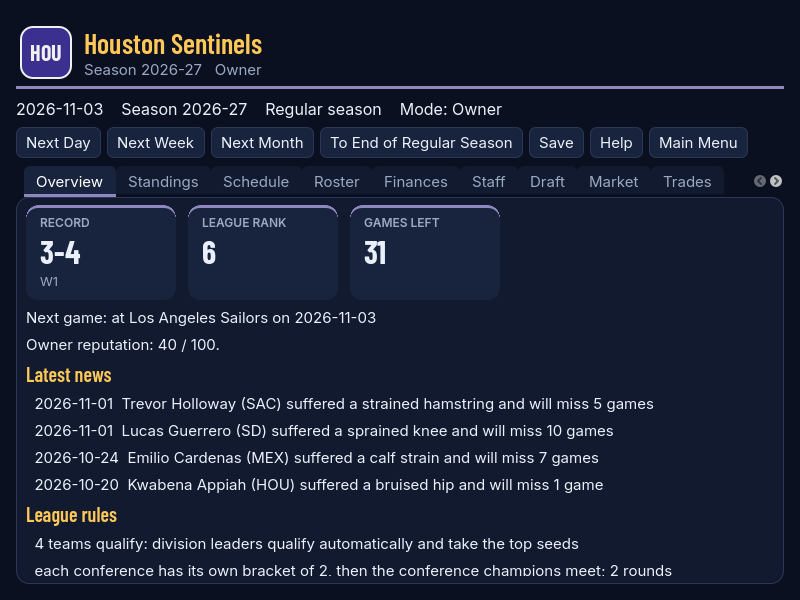 HOU
Houston Sentinels
Season 2026-27 Owner
2026-11-03 Season 2026-27 Regular season Mode: Owner
Next Day Next Week Next Month To End of Regular Season Save Help Main Menu
Overview Standings Schedule Roster Finances Staff Draft Market Trades
RECORD LEAGUE RANK GAMES LEFT
3-4 6 31
W1
Next game: at Los Angeles Sailors on 2026-11-03
Owner reputation: 40 / 100.
Latest news
2026-11-01 Trevor Holloway (SAC) suffered a strained hamstring and will miss 5 games
2026-11-01 Lucas Guerrero (SD) suffered a sprained knee and will miss 10 games
2026-10-24 Emilio Cardenas (MEX) suffered a calf strain and will miss 7 games
2026-10-20 Kwabena Appiah (HOU) suffered a bruised hip and will miss 1 game
League rules
4 teams qualify: division leaders qualify automatically and take the top seeds
each conference has its own bracket of 2, then the conference champions meet: 2 rounds